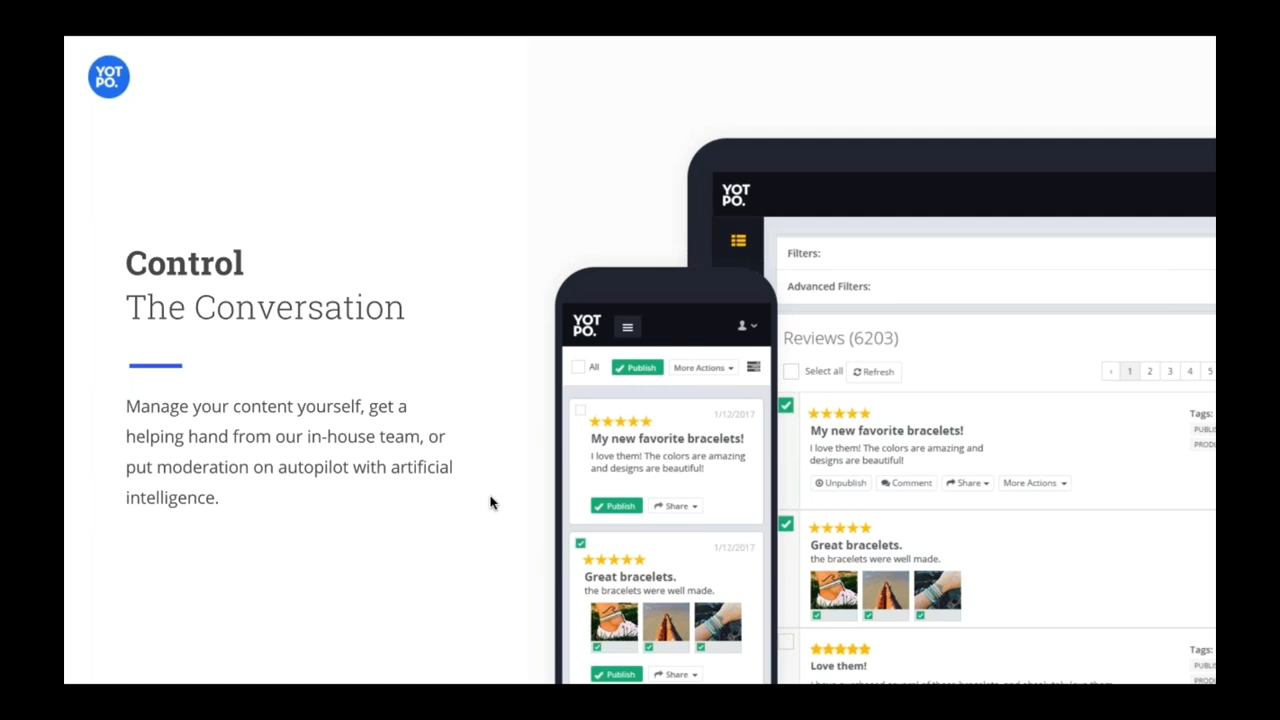 YOT
PO.
Control
The Conversation
Manage your content yourself, get a
helping hand from our in-house team, or
put moderation on autopilot with artificial
intelligence.
YOT
PO.
Filters:
Advanced Filters:
Reviews (6203)
Select all Refresh
‹ 1 2 3 4 5
My new favorite bracelets!
I love them! The colors are amazing and
designs are beautiful!
Unpublish Comment Share More Actions
Tags:
Great bracelets.
the bracelets were well made.
Love them!
Tags:
YOT
PO.
All Publish More Actions
1/12/2017
My new favorite bracelets!
I love them! The colors are amazing
and designs are beautiful!
Publish Share
1/12/2017
Great bracelets.
the bracelets were well made.
Publish Share